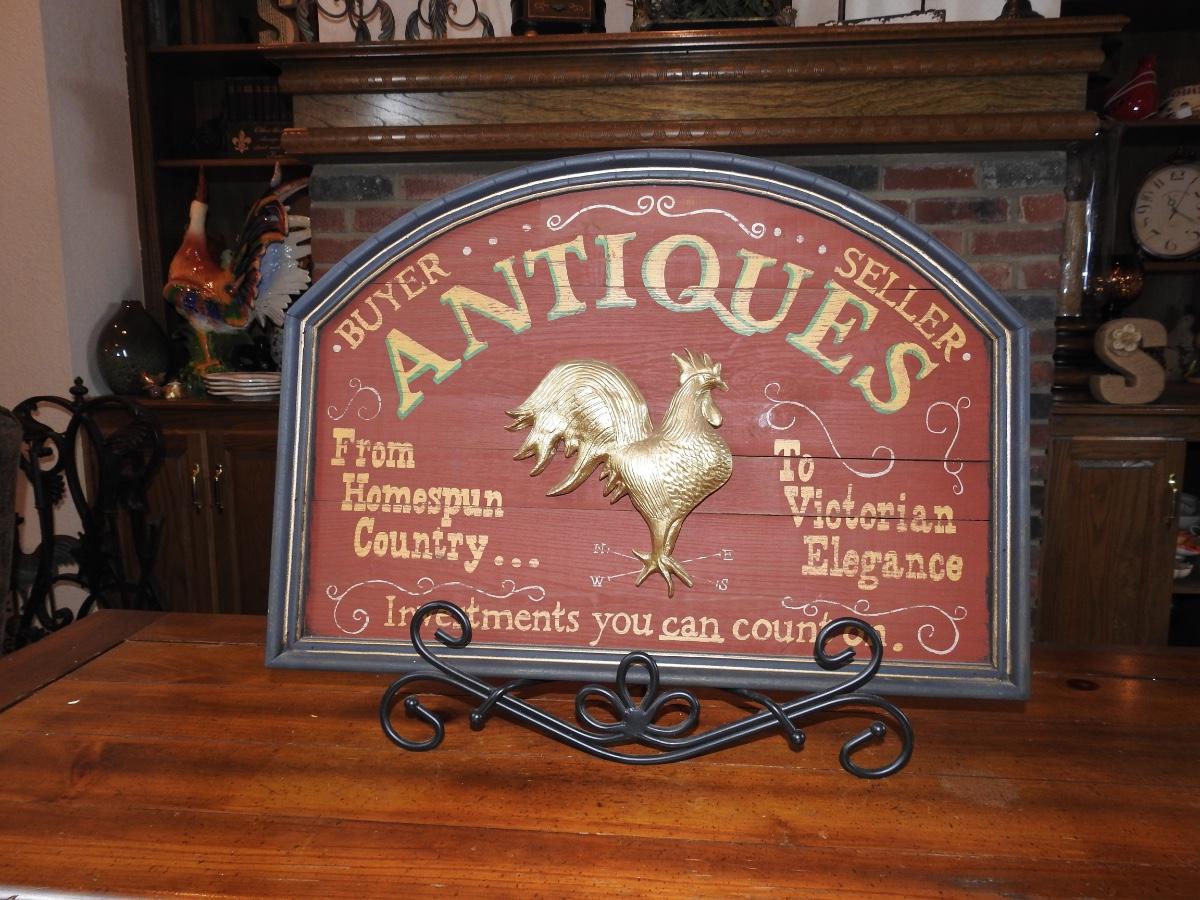 BUYER
ANTIQUES
SELLER
From
Homespun
Country...
To
Victorian
Elegance
N E
W S
Investments you can count on.
S